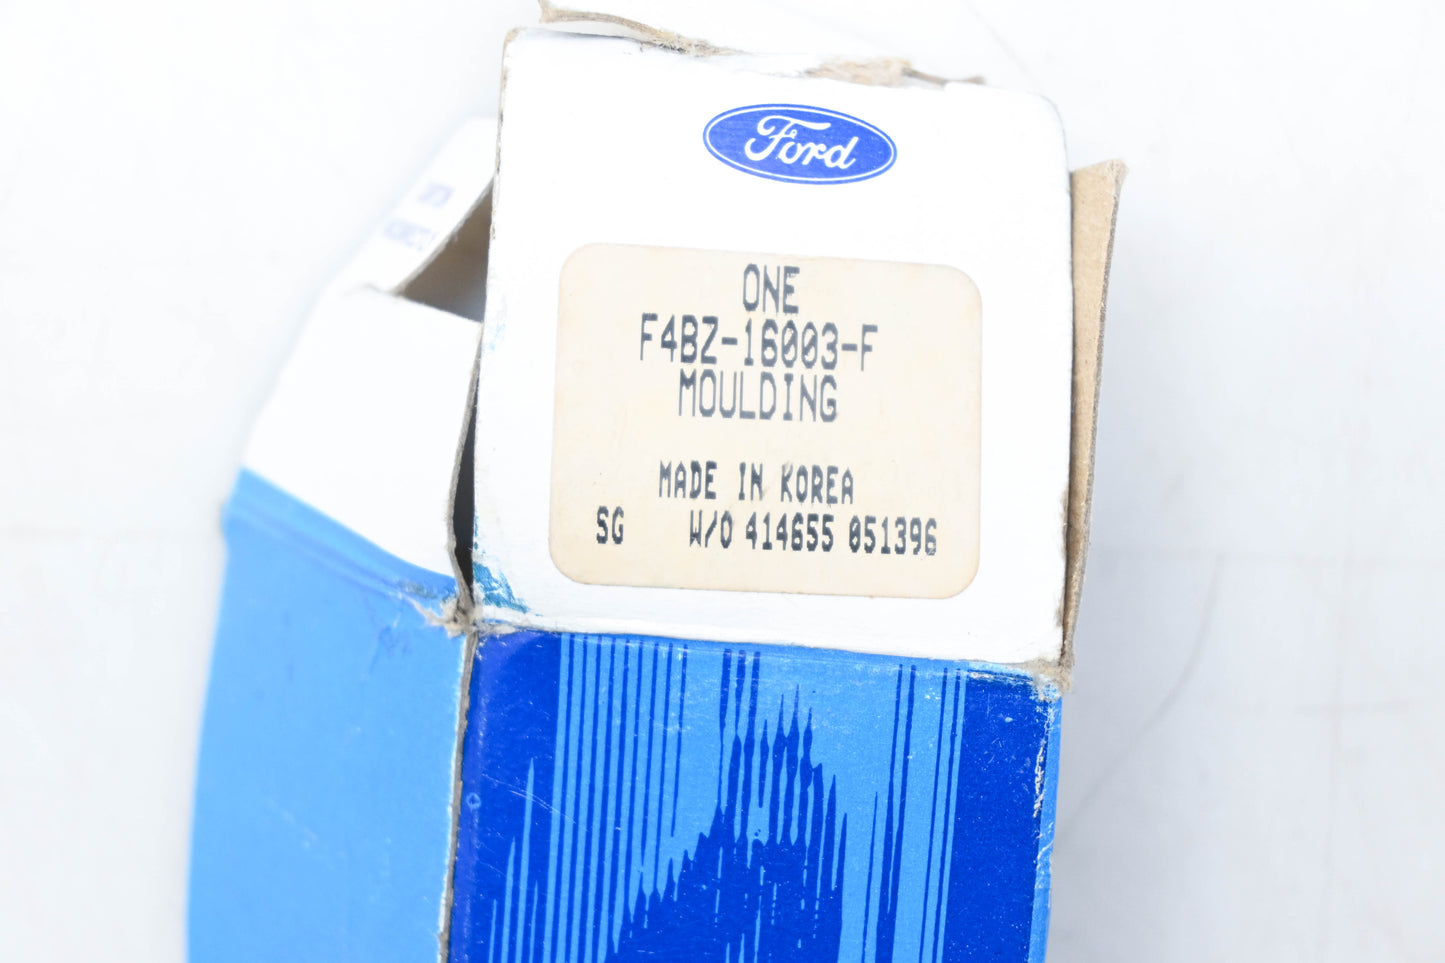 Ford
ONE
F4BZ-16003-F
MOULDING
MADE IN KOREA
SG W/O 414655 051396